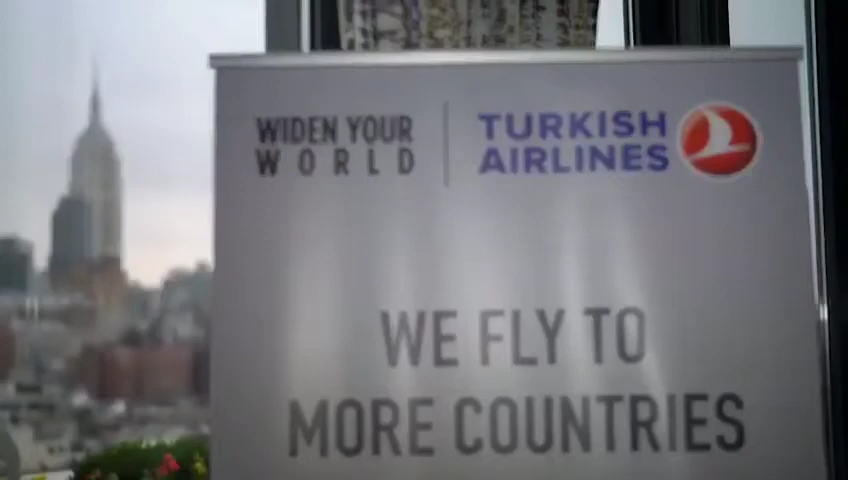 WIDEN YOUR
WORLD
TURKISH
AIRLINES
WE FLY TO
MORE COUNTRIES